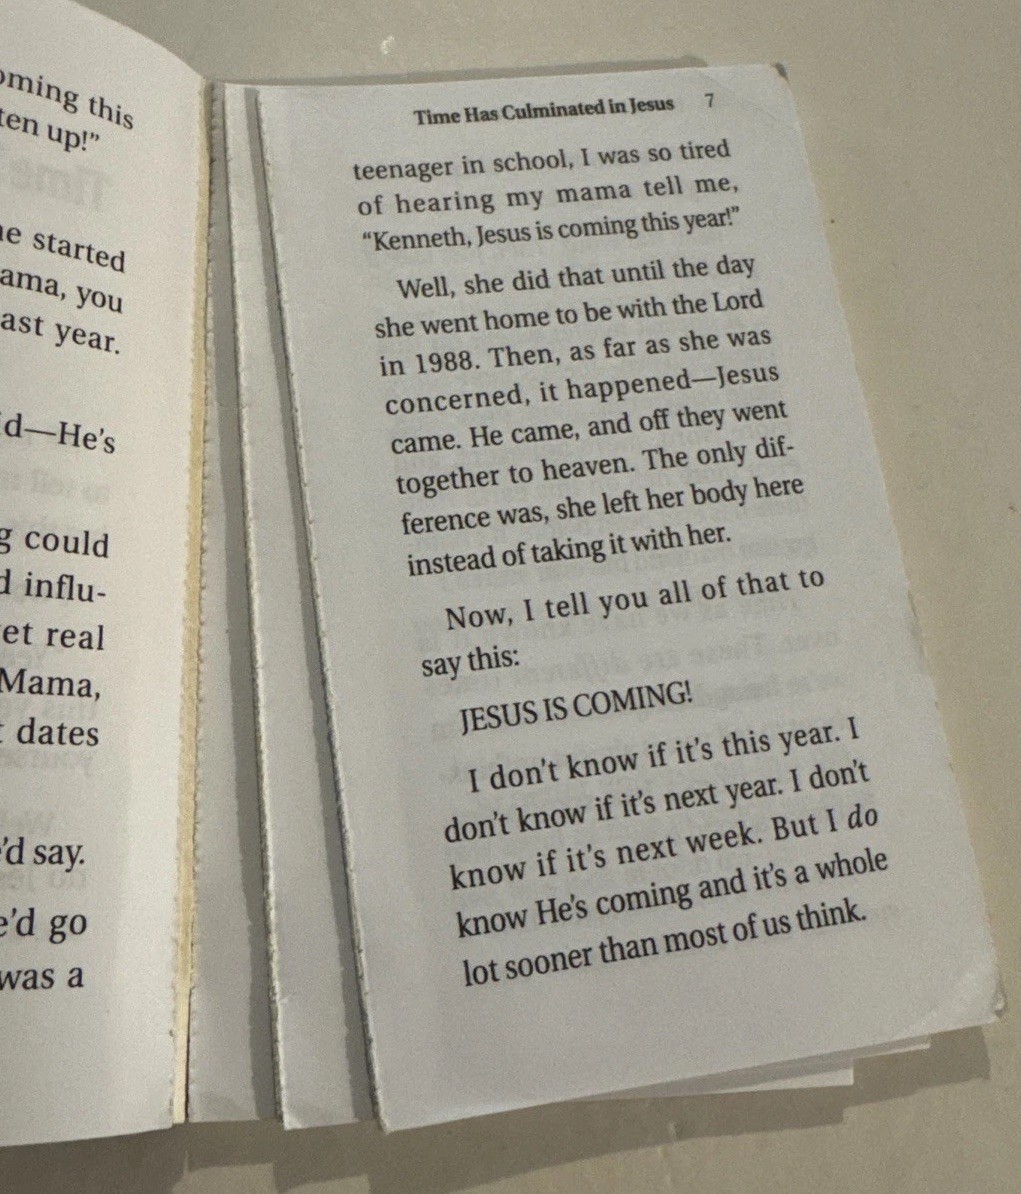 this
up!”
started
you
year.
He’s
could
influ-
real
Mama,
dates
say.
go
was a
Time Has Culminated in Jesus 7
teenager in school, I was so tired
of hearing my mama tell me,
“Kenneth, Jesus is coming this year!”
Well, she did that until the day
she went home to be with the Lord
in 1988. Then, as far as she was
concerned, it happened—Jesus
came. He came, and off they went
together to heaven. The only dif-
ference was, she left her body here
instead of taking it with her.
Now, I tell you all of that to
say this:
JESUS IS COMING!
I don’t know if it’s this year. I
don’t know if it’s next year. I don’t
know if it’s next week. But I do
know He’s coming and it’s a whole
lot sooner than most of us think.